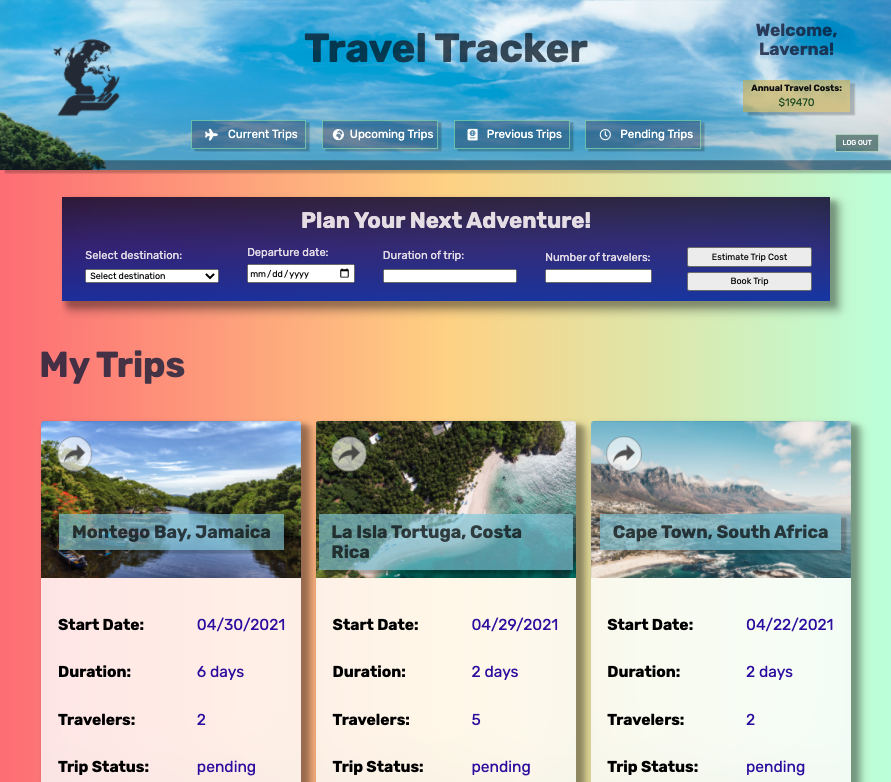 Travel Tracker
Welcome,
Laverna!
Annual Travel Costs:
$19470
Current Trips
Upcoming Trips
Previous Trips
Pending Trips
LOG OUT
Plan Your Next Adventure!
Select destination:
Departure date:
Duration of trip:
Number of travelers:
Select destination
mm/dd/yyyy
Estimate Trip Cost
Book Trip
My Trips
Montego Bay, Jamaica
La Isla Tortuga, Costa
Rica
Cape Town, South Africa
Start Date: 04/30/2021
Duration: 6 days
Travelers: 2
Trip Status: pending
Start Date: 04/29/2021
Duration: 2 days
Travelers: 5
Trip Status: pending
Start Date: 04/22/2021
Duration: 2 days
Travelers: 2
Trip Status: pending